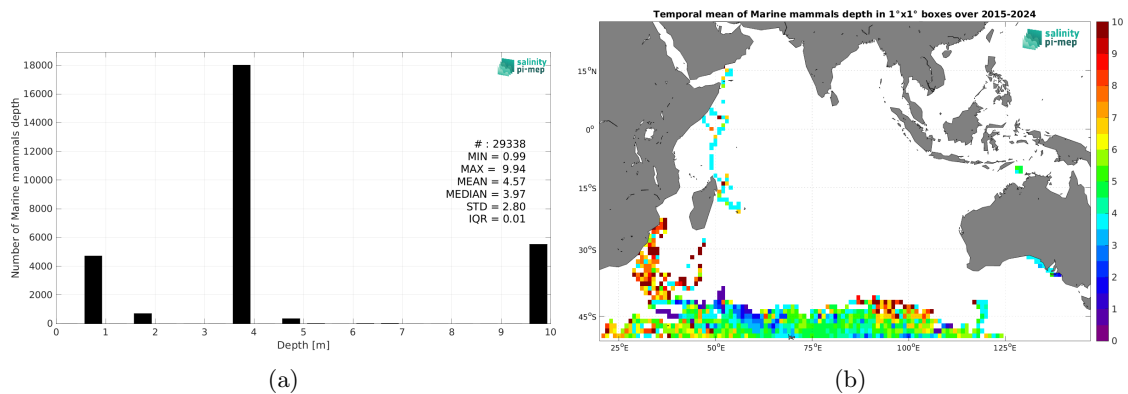 18000
16000
14000
12000
10000
8000
6000
4000
2000
0
Number of Marine mammals depth
salinity
pi-mep
# : 29338
MIN = 0.99
MAX = 9.94
MEAN = 4.57
MEDIAN = 3.97
STD = 2.80
IQR = 0.01
0 1 2 3 4 5 6 7 8 9 10
Depth [m]
(a)
Temporal mean of Marine mammals depth in 1°x1° boxes over 2015-2024
salinity
pi-mep
15°N
0°
15°S
30°S
45°S
25°E 50°E 75°E 100°E 125°E
10
9
8
7
6
5
4
3
2
1
0
(b)